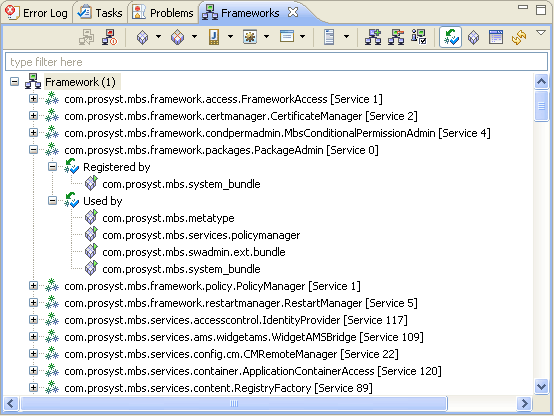 Error Log Tasks Problems Frameworks
type filter here
Framework (1)
com.prosyst.mbs.framework.access.FrameworkAccess [Service 1]
com.prosyst.mbs.framework.certmanager.CertificateManager [Service 2]
com.prosyst.mbs.framework.condpermadmin.MbsConditionalPermissionAdmin [Service 4]
com.prosyst.mbs.framework.packages.PackageAdmin [Service 0]
Registered by
com.prosyst.mbs.system_bundle
Used by
com.prosyst.mbs.metatype
com.prosyst.mbs.services.policymanager
com.prosyst.mbs.swadmin.ext.bundle
com.prosyst.mbs.system_bundle
com.prosyst.mbs.framework.policy.PolicyManager [Service 1]
com.prosyst.mbs.framework.restartmanager.RestartManager [Service 5]
com.prosyst.mbs.services.accesscontrol.IdentityProvider [Service 117]
com.prosyst.mbs.services.ams.widgetams.WidgetAMSBridge [Service 109]
com.prosyst.mbs.services.config.cm.CMRemoteManager [Service 22]
com.prosyst.mbs.services.container.ApplicationContainerAccess [Service 120]
com.prosyst.mbs.services.content.RegistryFactory [Service 89]